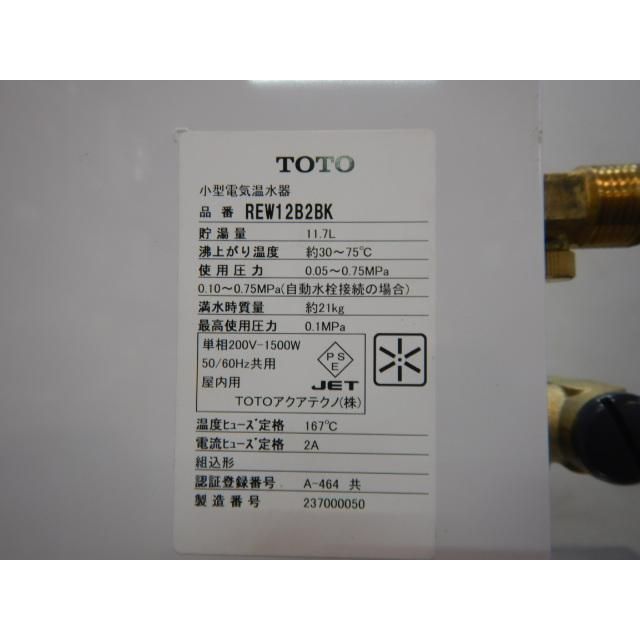 TOTO
小型電気温水器
品番 REW12B2BK
貯湯量 11.7L
沸上がり温度 約30～75℃
使用圧力 0.05～0.75MPa
0.10～0.75MPa(自動水栓接続の場合)
満水時質量 約21kg
最高使用圧力 0.1MPa
単相200V-1500W
50/60Hz共用
屋内用
PS
E
JET
TOTOアクアテクノ(株)
温度ヒューズ定格 167℃
電流ヒューズ定格 2A
組込形
認証登録番号 A-464 共
製造番号 237000050